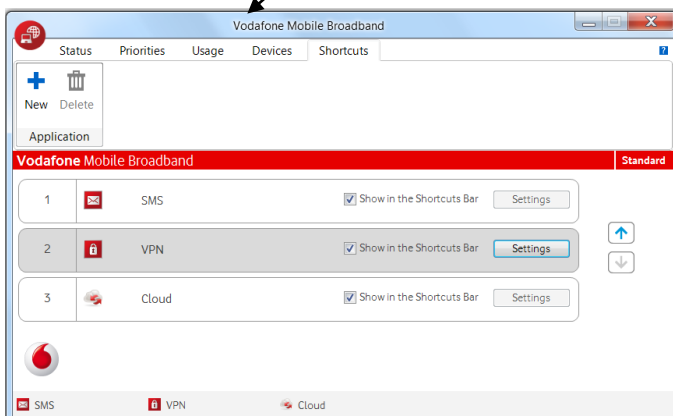 Vodafone Mobile Broadband
Status Priorities Usage Devices Shortcuts
New Delete
Application
Vodafone Mobile Broadband Standard
1 SMS Show in the Shortcuts Bar Settings
2 VPN Show in the Shortcuts Bar Settings
3 Cloud Show in the Shortcuts Bar Settings
SMS VPN Cloud